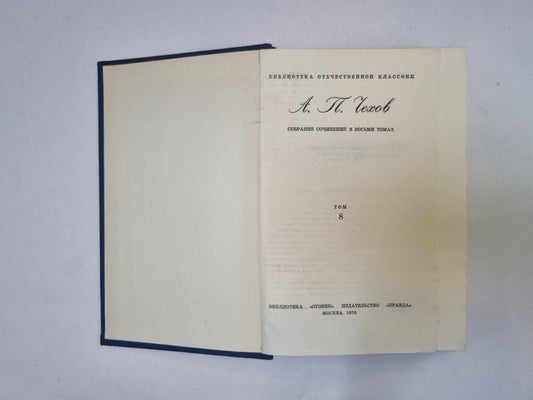 БИБЛИОТЕКА ОТЕЧЕСТВЕННОЙ КЛАССИКИ
А. П. Чехов
СОБРАНИЕ СОЧИНЕНИЙ В ВОСЬМИ ТОМАХ
ТОМ
8
БИБЛИОТЕКА «ОГОНЕК» ИЗДАТЕЛЬСТВО «ПРАВДА»
МОСКВА. 1970